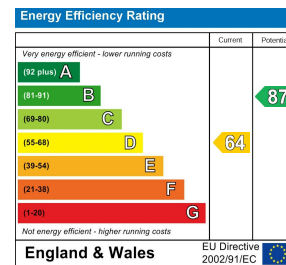 Energy Efficiency Rating
Current Potentia
Very energy efficient - lower running costs
(92 plus) A
(81-91) B
87
(69-80) C
(55-68) D
64
(39-54) E
(21-38) F
(1-20) G
Not energy efficient - higher running costs
England & Wales
EU Directive
2002/91/EC